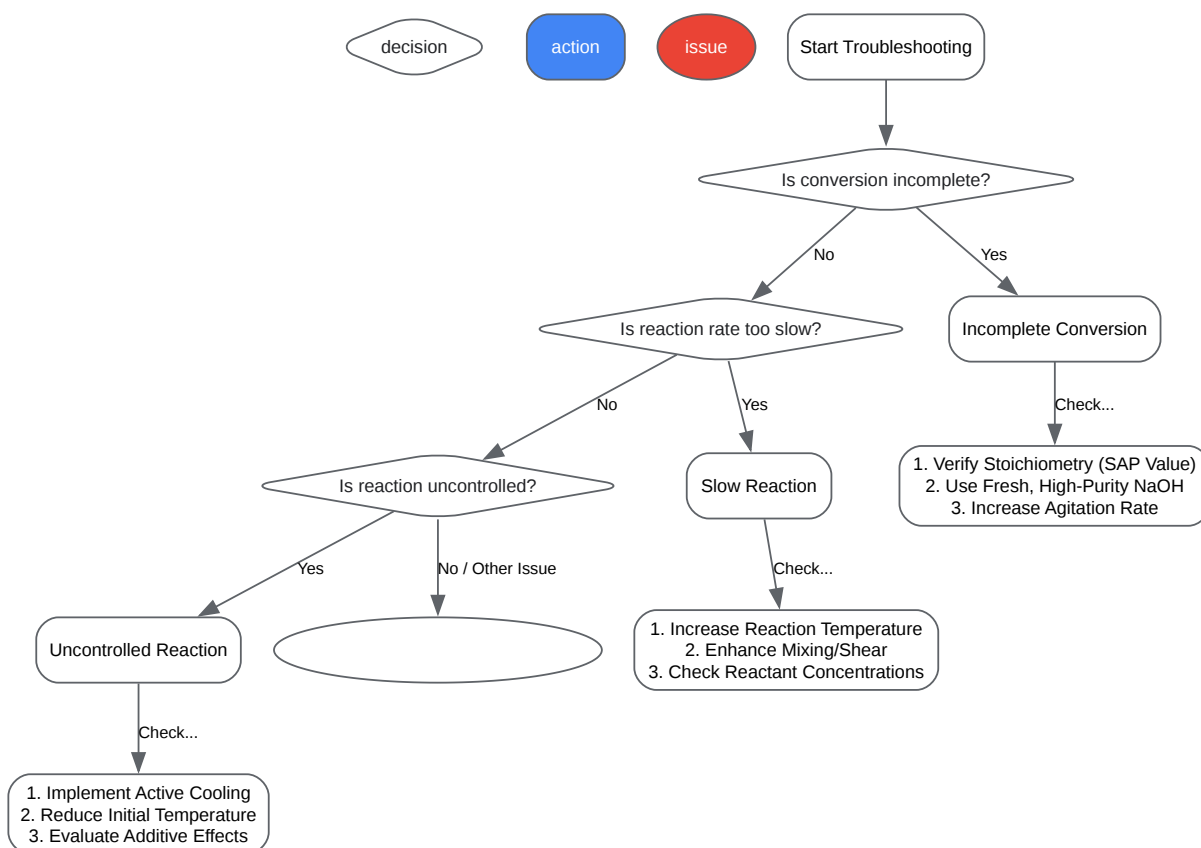 decision
action
issue
Start Troubleshooting
Is conversion incomplete?
No
Yes
Is reaction rate too slow?
Incomplete Conversion
No
Yes
Check...
Is reaction uncontrolled?
Slow Reaction
1. Verify Stoichiometry (SAP Value)
2. Use Fresh, High-Purity NaOH
3. Increase Agitation Rate
Yes
No / Other Issue
Check...
Uncontrolled Reaction
1. Increase Reaction Temperature
2. Enhance Mixing/Shear
3. Check Reactant Concentrations
Check...
1. Implement Active Cooling
2. Reduce Initial Temperature
3. Evaluate Additive Effects